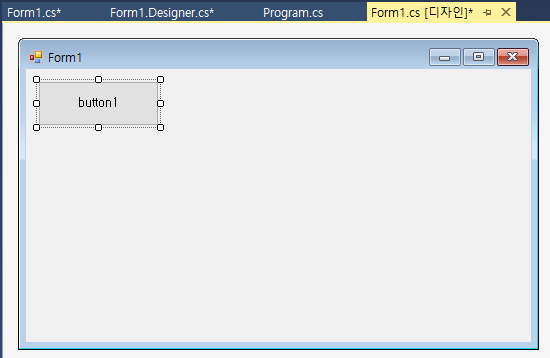 Form1.cs* Form1.Designer.cs* Program.cs Form1.cs [디자인]*
Form1
button1